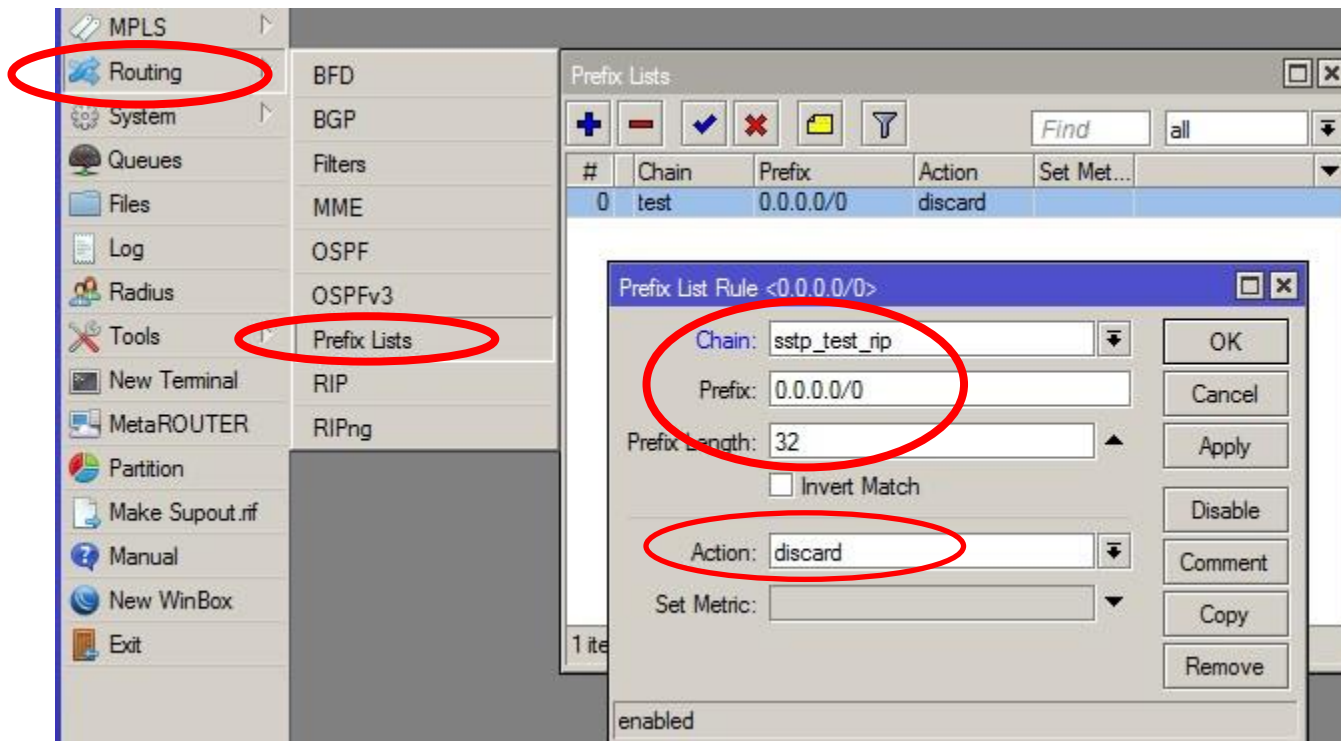 MPLS
Routing
System
Queues
Files
Log
Radius
Tools
New Terminal
MetaROUTER
Partition
Make Supout.rif
Manual
New WinBox
Exit
BFD
BGP
Filters
MME
OSPF
OSPFv3
Prefix Lists
RIP
RIPng
Prefix Lists
Find all
# Chain Prefix Action Set Met...
0 test 0.0.0.0/0 discard
1 ite
Prefix List Rule <0.0.0.0/0>
Chain: sstp_test_rip
Prefix: 0.0.0.0/0
Prefix Length: 32
Invert Match
Action: discard
Set Metric:
OK
Cancel
Apply
Disable
Comment
Copy
Remove
enabled